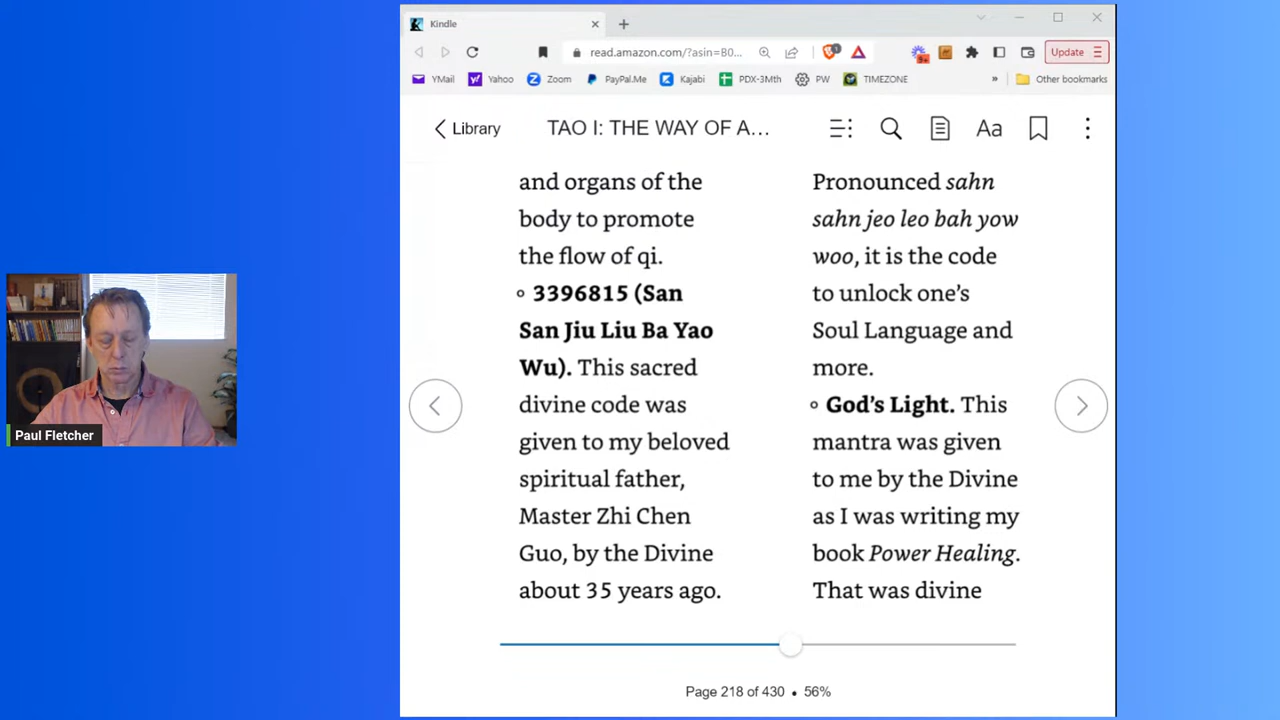 Kindle
read.amazon.com/?asin=B0...
1
9+
Update
YMail
Yahoo
Zoom
PayPal.Me
Kajabi
PDX-3Mth
PW
TIMEZONE
»
Other bookmarks
Library
TAO I: THE WAY OF A...
Aa
and organs of the
body to promote
the flow of qi.
◦ 3396815 (San
San Jiu Liu Ba Yao
Wu). This sacred
divine code was
given to my beloved
spiritual father,
Master Zhi Chen
Guo, by the Divine
about 35 years ago.
Pronounced sahn
sahn jeo leo bah yow
woo, it is the code
to unlock one’s
Soul Language and
more.
◦ God’s Light. This
mantra was given
to me by the Divine
as I was writing my
book Power Healing.
That was divine
Paul Fletcher
Page 218 of 430 • 56%